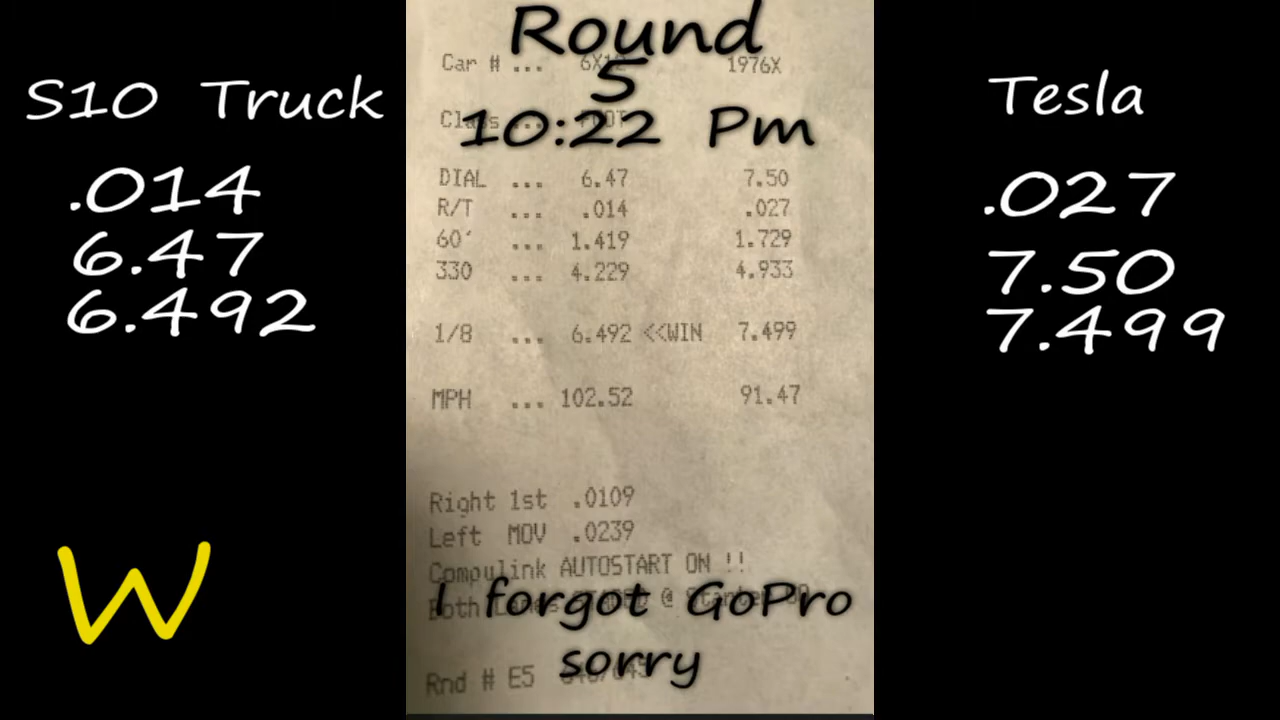 Round
5
10:22 Pm
S10 Truck
.014
6.47
6.492
W
Tesla
.027
7.50
7.499
Car # ... 1976X
DIAL ... 6.47 7.50
R/T ... .014 .027
60' ... 1.419 1.729
330 ... 4.229 4.933
1/8 ... 6.492 <<WIN 7.499
MPH ... 102.52 91.47
Right 1st .0109
Left MOV .0239
Compulink AUTOSTART ON !!
Both @
Rnd # E5
I forgot GoPro
sorry